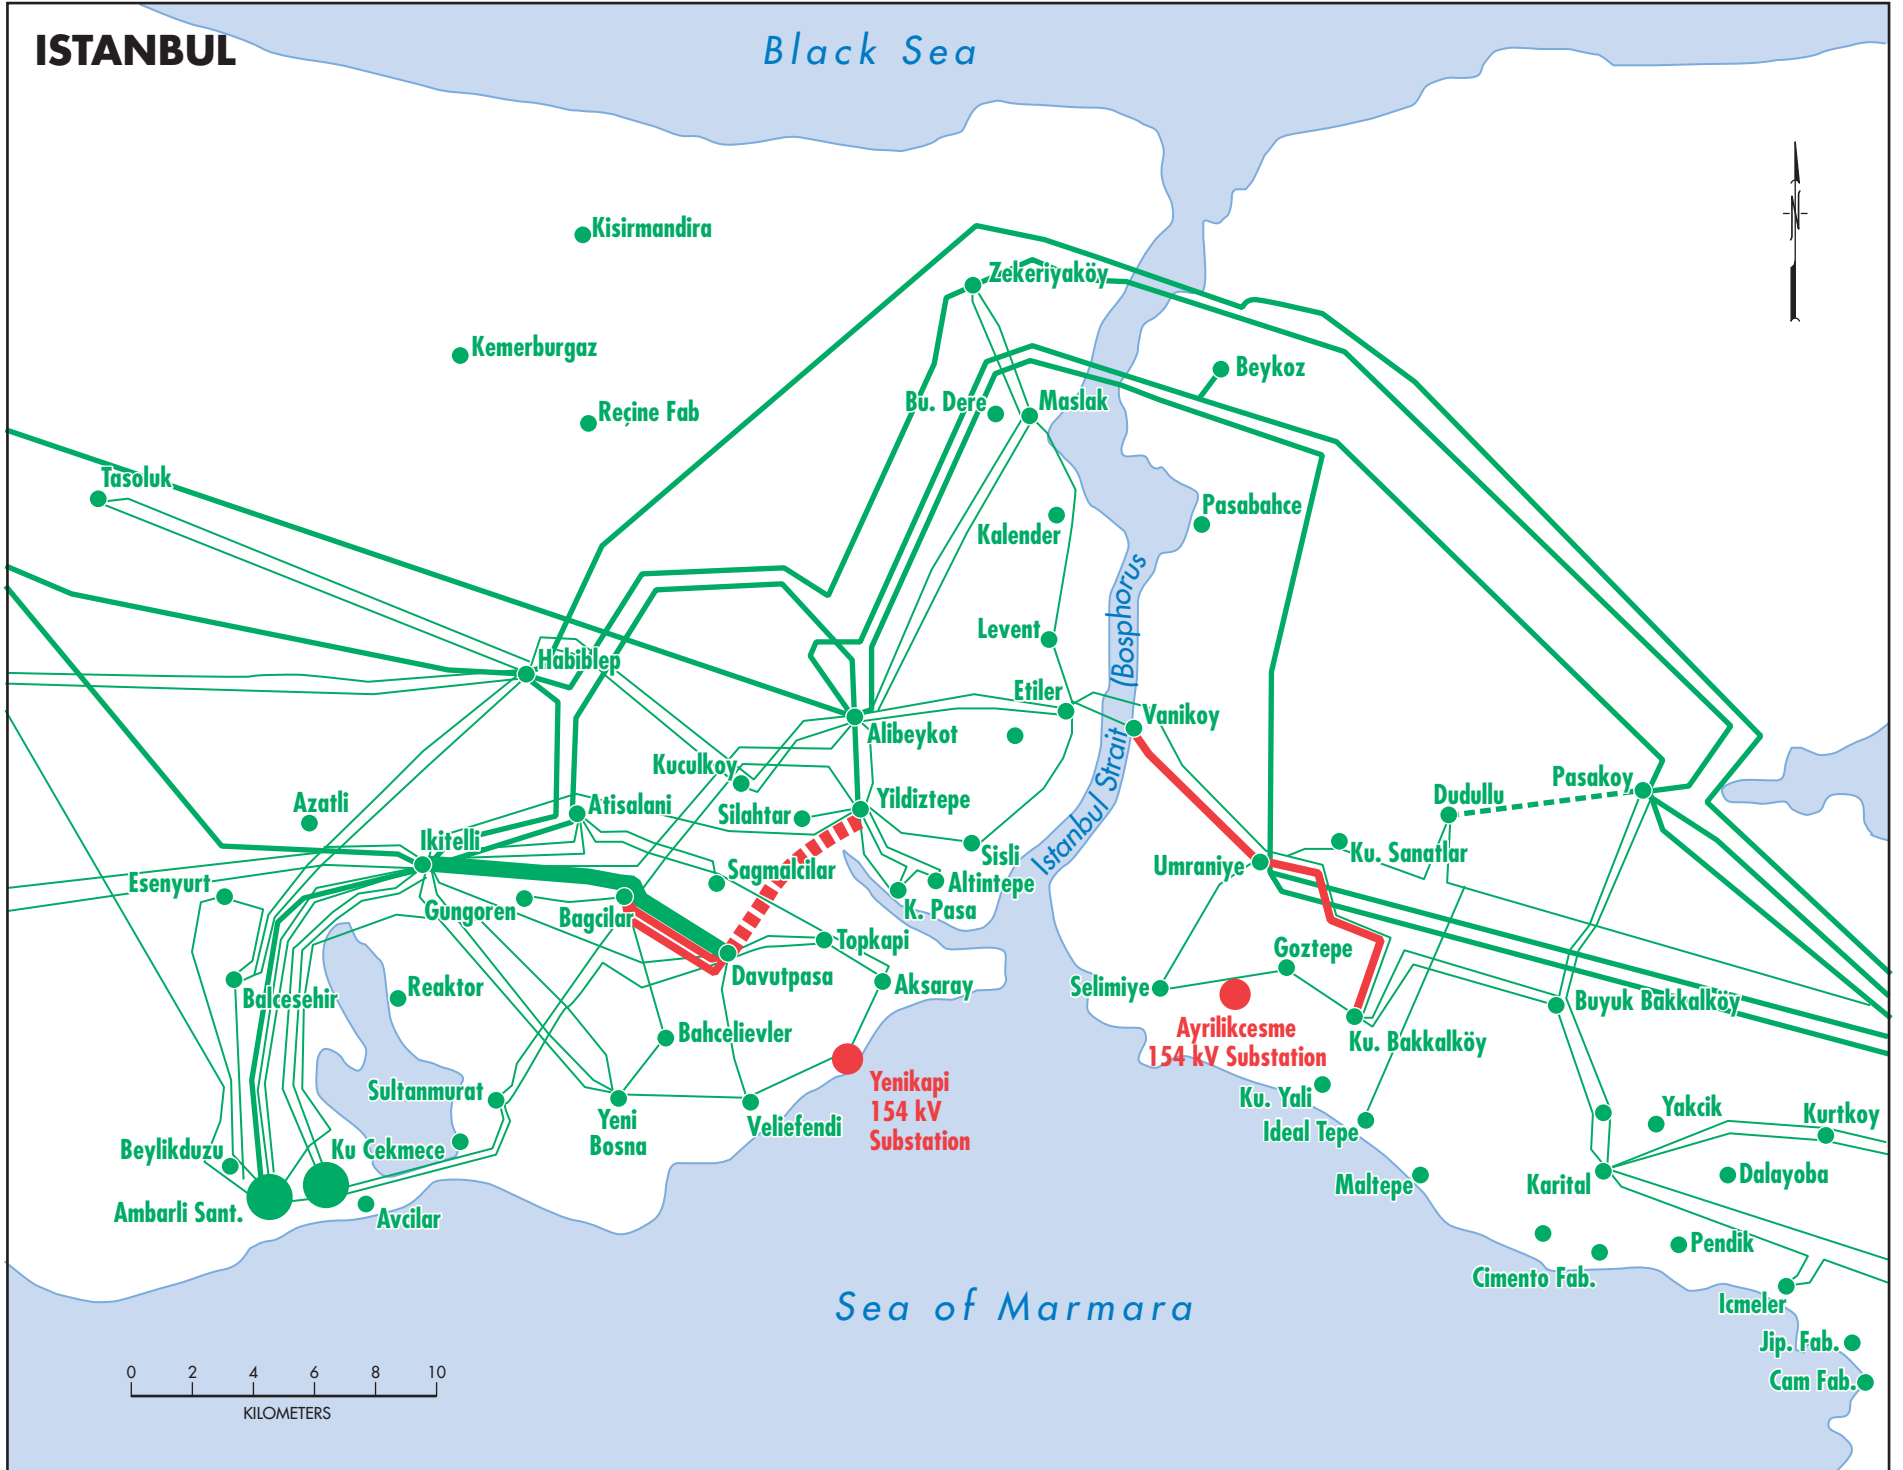 ISTANBUL
Black Sea
N
Kisirmandira
Zekeriyaköy
Kemerburgaz
Beykoz
Reçine Fab
Bu. Dere
Maslak
Tasoluk
Pasabahce
Kalender
Levent
Habiblep
Etiler
Vanikoy
Alibeykot
Istanbul Strait (Bosphorus
Kuculkoy
Pasakoy
Azatli
Atisalani
Silahtar
Yildiztepe
Dudullu
Ikitelli
Sisli
Ku. Sanatlar
Umraniye
Esenyurt
Sagmalcilar
Altintepe
Gungoren
Bagcilar
K. Pasa
Topkapi
Goztepe
Davutpasa
Reaktor
Aksaray
Selimiye
Balcesehir
Buyuk Bakkalköy
Bahcelievler
Ayrilikcesme
154 kV Substation
Ku. Bakkalköy
Sultanmurat
Yenikapi
154 kV
Substation
Ku. Yali
Yakcik
Kurtkoy
Yeni
Bosna
Veliefendi
Ideal Tepe
Beylikduzu
Ku Cekmece
Maltepe
Karital
Dalayoba
Ambarli Sant.
Avcilar
Pendik
Cimento Fab.
Sea of Marmara
Icmeler
Jip. Fab.
Cam Fab.
0 2 4 6 8 10
KILOMETERS